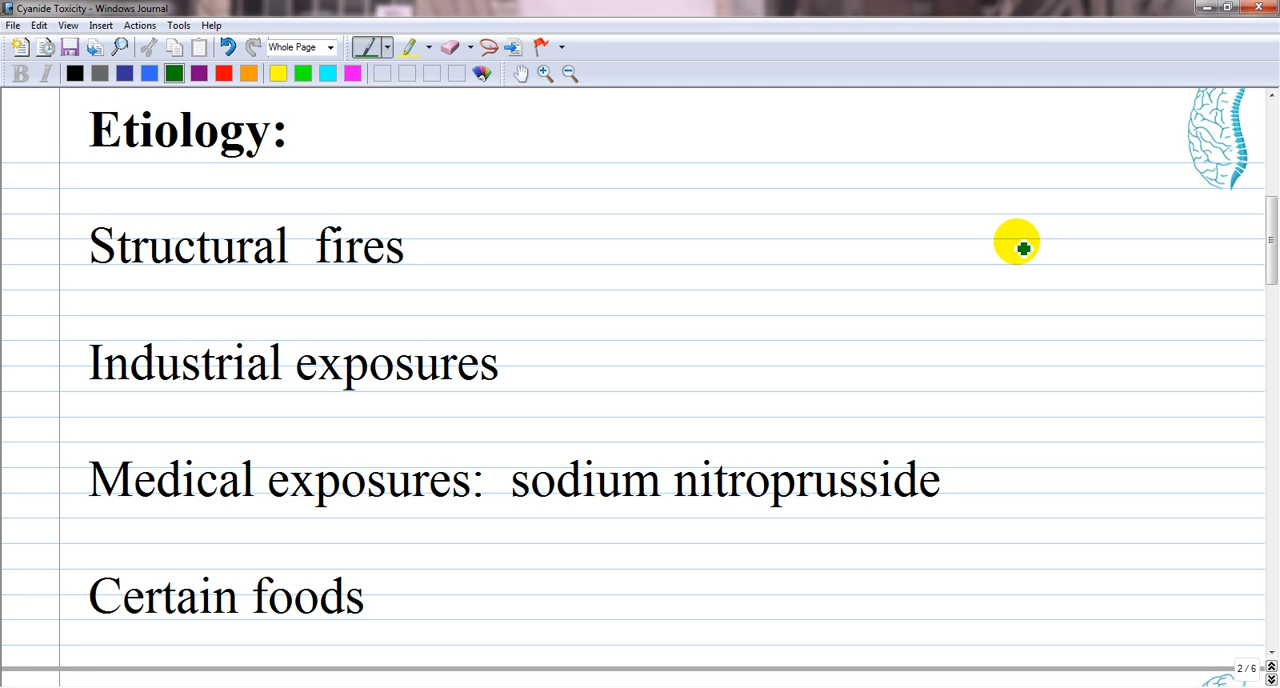 Cyanide Toxicity - Windows Journal
File Edit View Insert Actions Tools Help
Whole Page
B I
Etiology:
Structural fires
Industrial exposures
Medical exposures: sodium nitroprusside
Certain foods
2 / 6